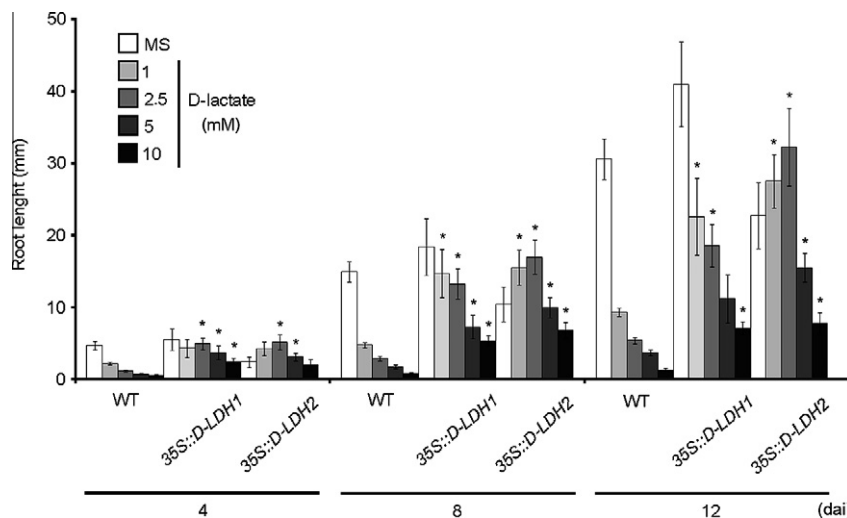 50
40
30
20
10
0
Root lenght (mm)
MS
1
2.5
5
10
D-lactate
(mM)
* * * * *
* * * * * * * *
* * * * * * *
WT
35S::D-LDH1
35S::D-LDH2
WT
35S::D-LDH1
35S::D-LDH2
WT
35S::D-LDH1
35S::D-LDH2
4
8
12
(dai